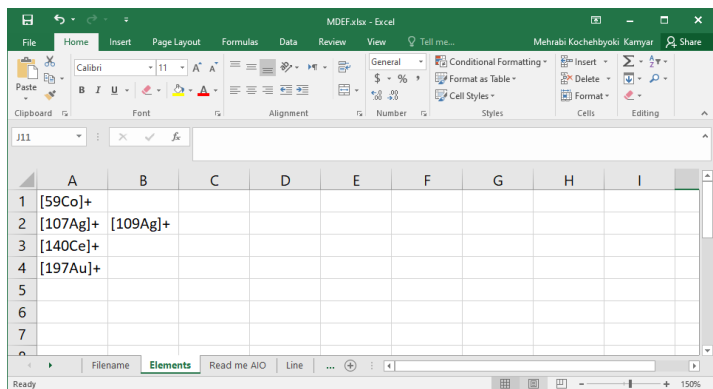 MDEF.xlsx - Excel
File Home Insert Page Layout Formulas Data Review View Tell me... Mehrabi Kochehbyoki Kamyar Share
Paste
Calibri 11 A A
B I U A
General
$ % ,
Conditional Formatting
Format as Table
Cell Styles
Insert
Delete
Format
Clipboard Font Alignment Number Styles Cells Editing
J11 fx
A B C D E F G H I
1 [59Co]+
2 [107Ag]+ [109Ag]+
3 [140Ce]+
4 [197Au]+
5
6
7
Filename Elements Read me AIO Line ...
Ready 150%